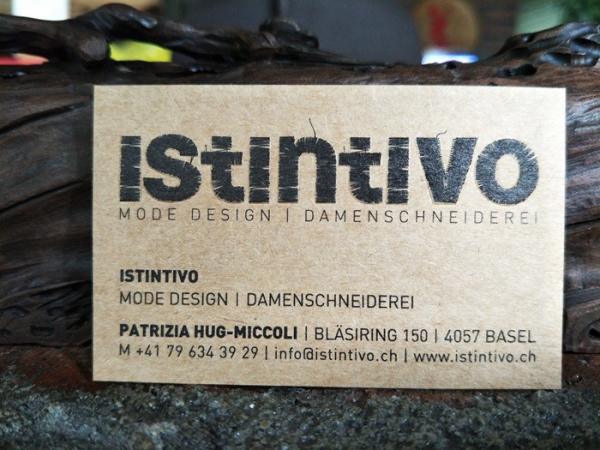 ıstıntıvo
MODE DESIGN | DAMENSCHNEIDEREI
ISTINTIVO
MODE DESIGN | DAMENSCHNEIDEREI
PATRIZIA HUG-MICCOLI | BLÄSIRING 150 | 4057 BASEL
M +41 79 634 39 29 | info@istintivo.ch | www.istintivo.ch